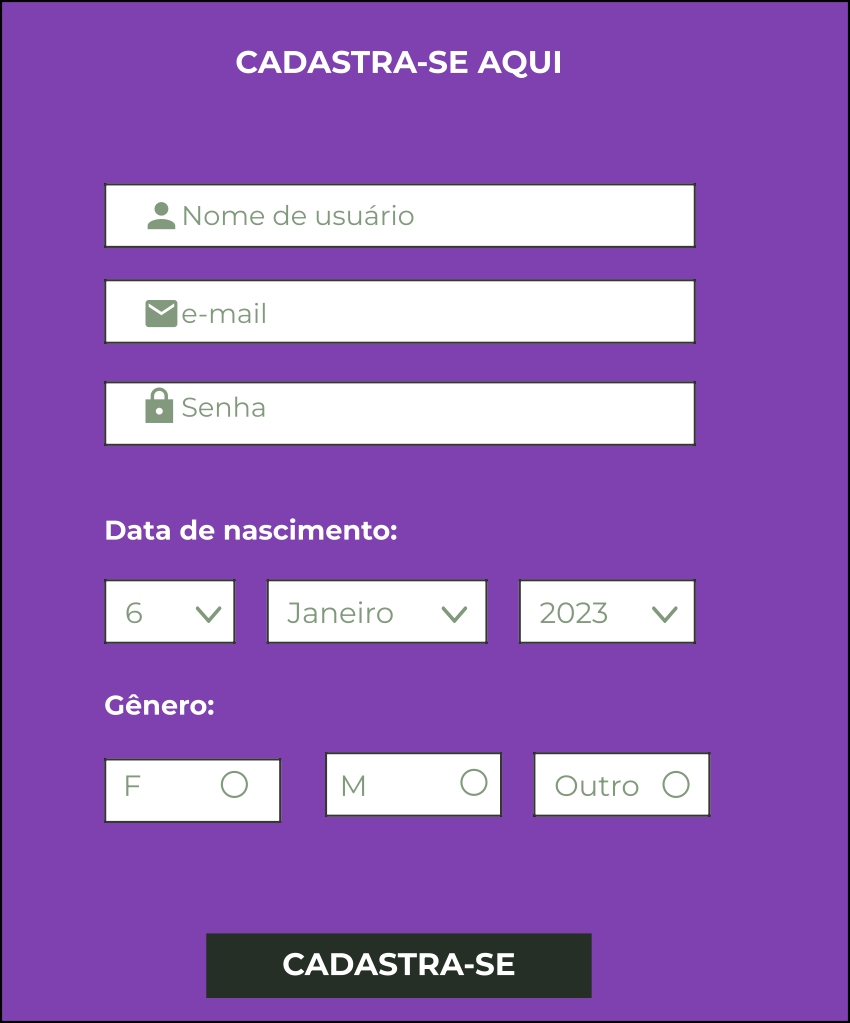 CADASTRA-SE AQUI
Nome de usuário
e-mail
Senha
Data de nascimento:
6 Janeiro 2023
Gênero:
F M Outro
CADASTRA-SE